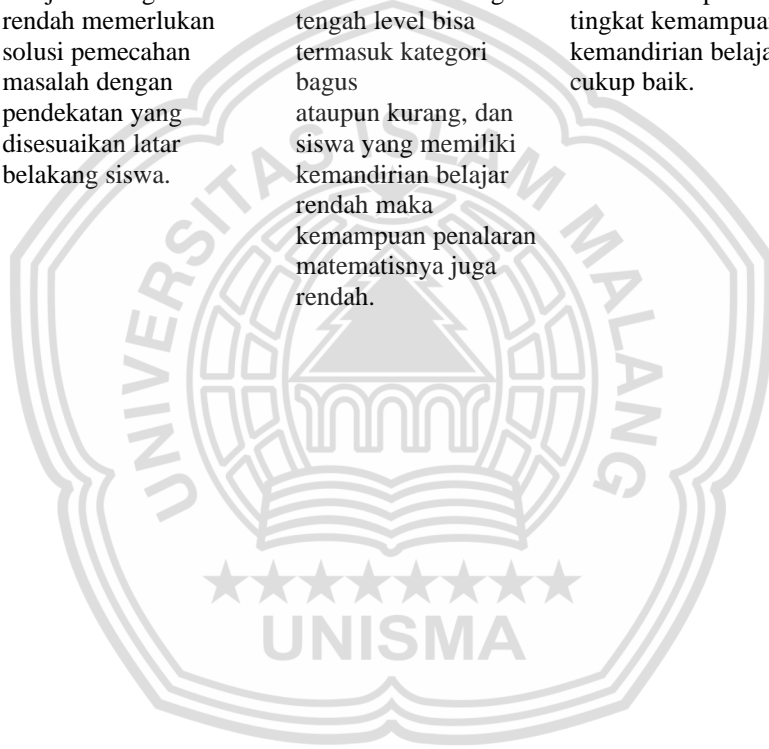 rendah memerlukan
solusi pemecahan
masalah dengan
pendekatan yang
disesuaikan latar
belakang siswa.
tengah level bisa
termasuk kategori
bagus
ataupun kurang, dan
siswa yang memiliki
kemandirian belajar
rendah maka
kemampuan penalaran
matematisnya juga
rendah.
tingkat kemampuan
kemandirian belaja
cukup baik.
UNIVERSITAS ISLAM MALANG
UNISMA